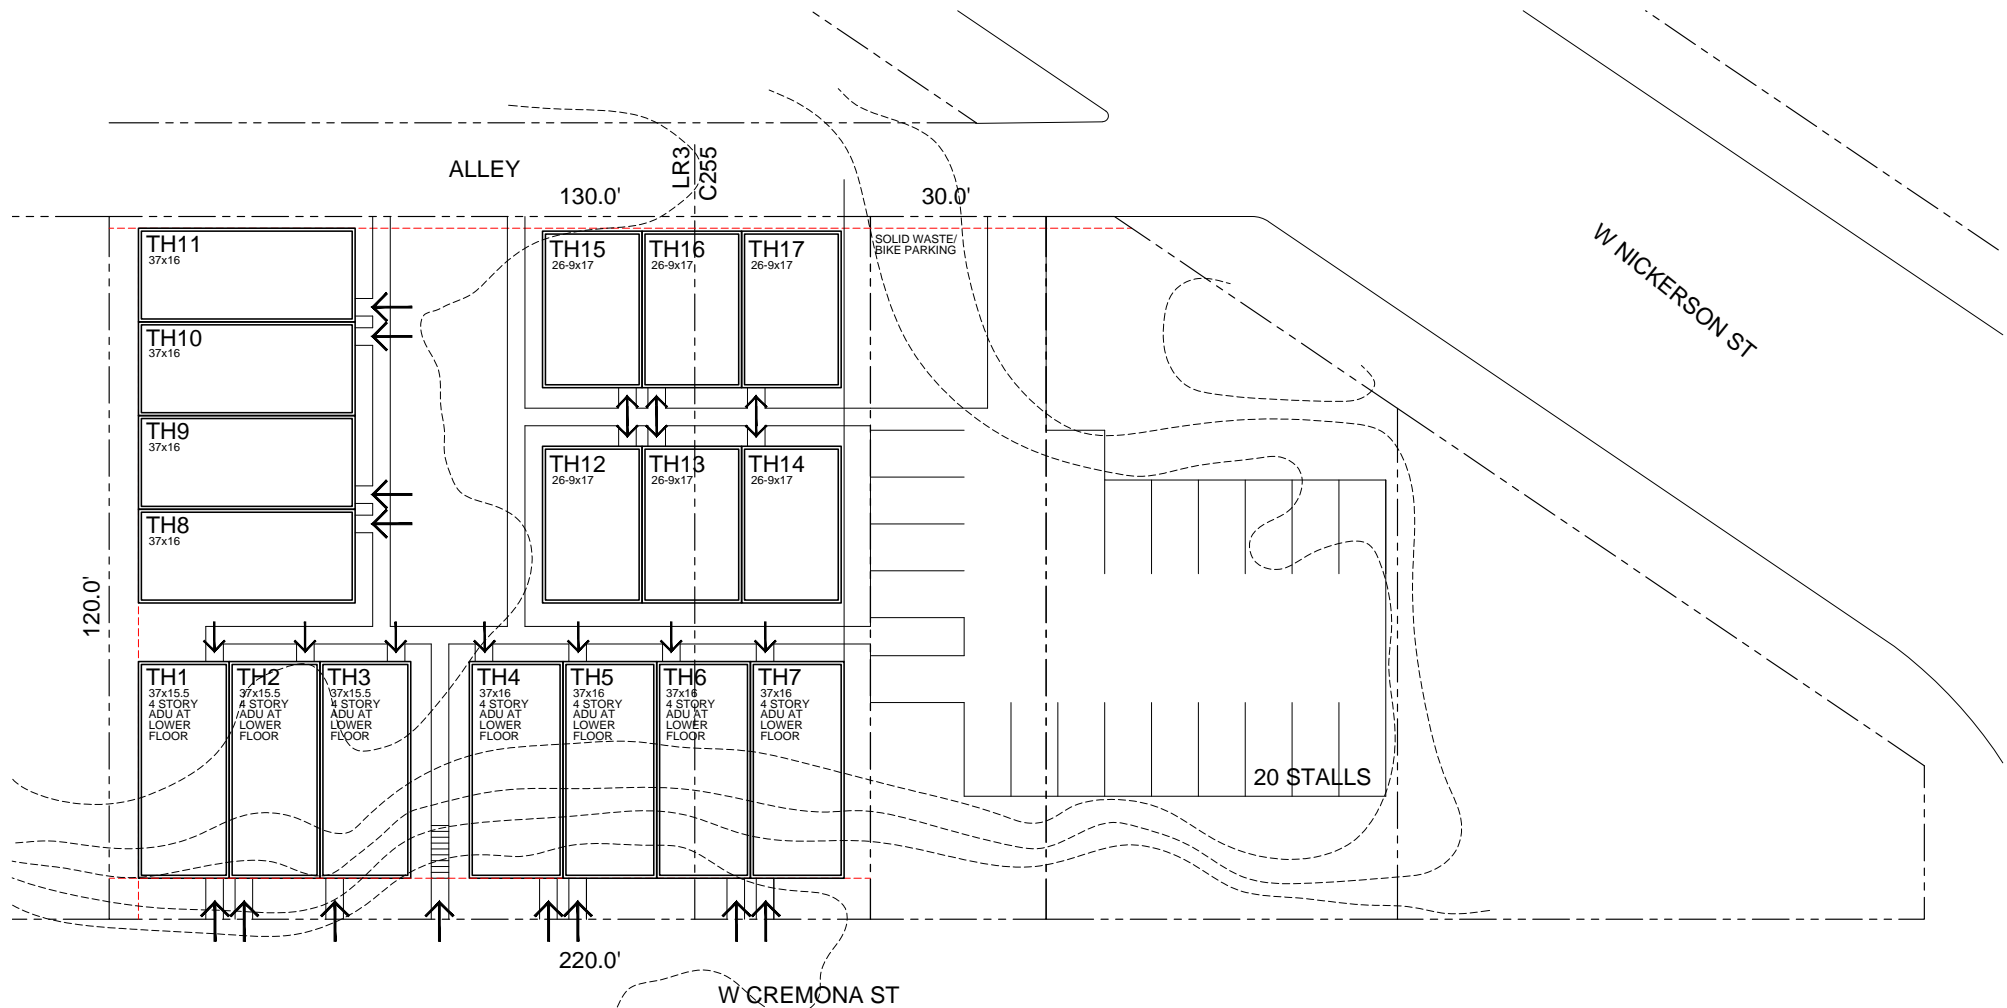 ALLEY
LR3
C255
130.0'
30.0'
W NICKERSON ST
TH11
37x16
TH10
37x16
TH9
37x16
TH8
37x16
TH15
26-9x17
TH16
26-9x17
TH17
26-9x17
SOLID WASTE/
BIKE PARKING
TH12
26-9x17
TH13
26-9x17
TH14
26-9x17
120.0'
TH1
37x15.5
4 STORY
ADU AT
LOWER
FLOOR
TH2
37x15.5
4 STORY
ADU AT
LOWER
FLOOR
TH3
37x15.5
4 STORY
ADU AT
LOWER
FLOOR
TH4
37x16
4 STORY
ADU AT
LOWER
FLOOR
TH5
37x16
4 STORY
ADU AT
LOWER
FLOOR
TH6
37x16
4 STORY
ADU AT
LOWER
FLOOR
TH7
37x16
4 STORY
ADU AT
LOWER
FLOOR
20 STALLS
220.0'
W CREMONA ST